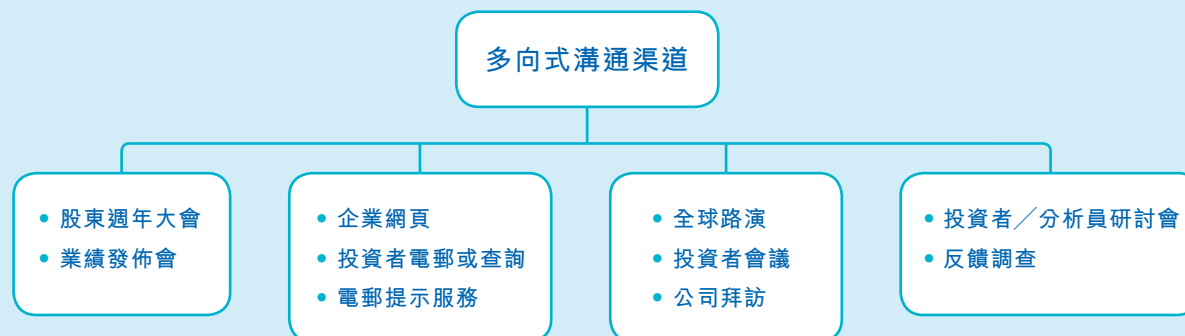 多向式溝通渠道
• 股東週年大會
• 業績發佈會
• 企業網頁
• 投資者電郵或查詢
• 電郵提示服務
• 全球路演
• 投資者會議
• 公司拜訪
• 投資者／分析員研討會
• 反饋調查